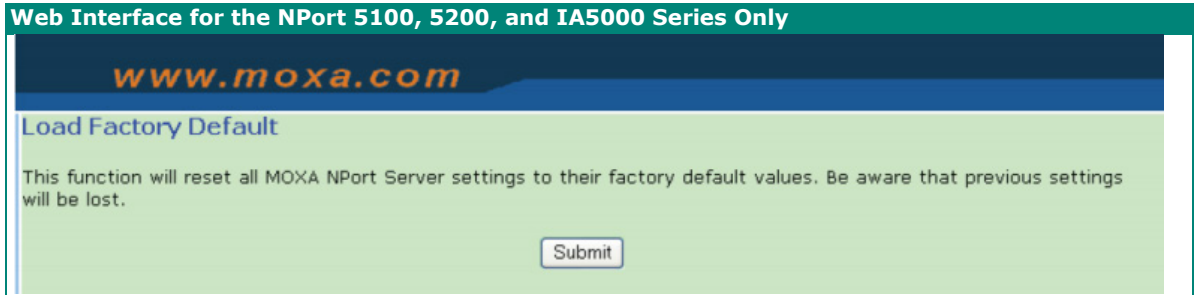 Web Interface for the NPort 5100, 5200, and IA5000 Series Only
www.moxa.com
Load Factory Default
This function will reset all MOXA NPort Server settings to their factory default values. Be aware that previous settings
will be lost.
Submit